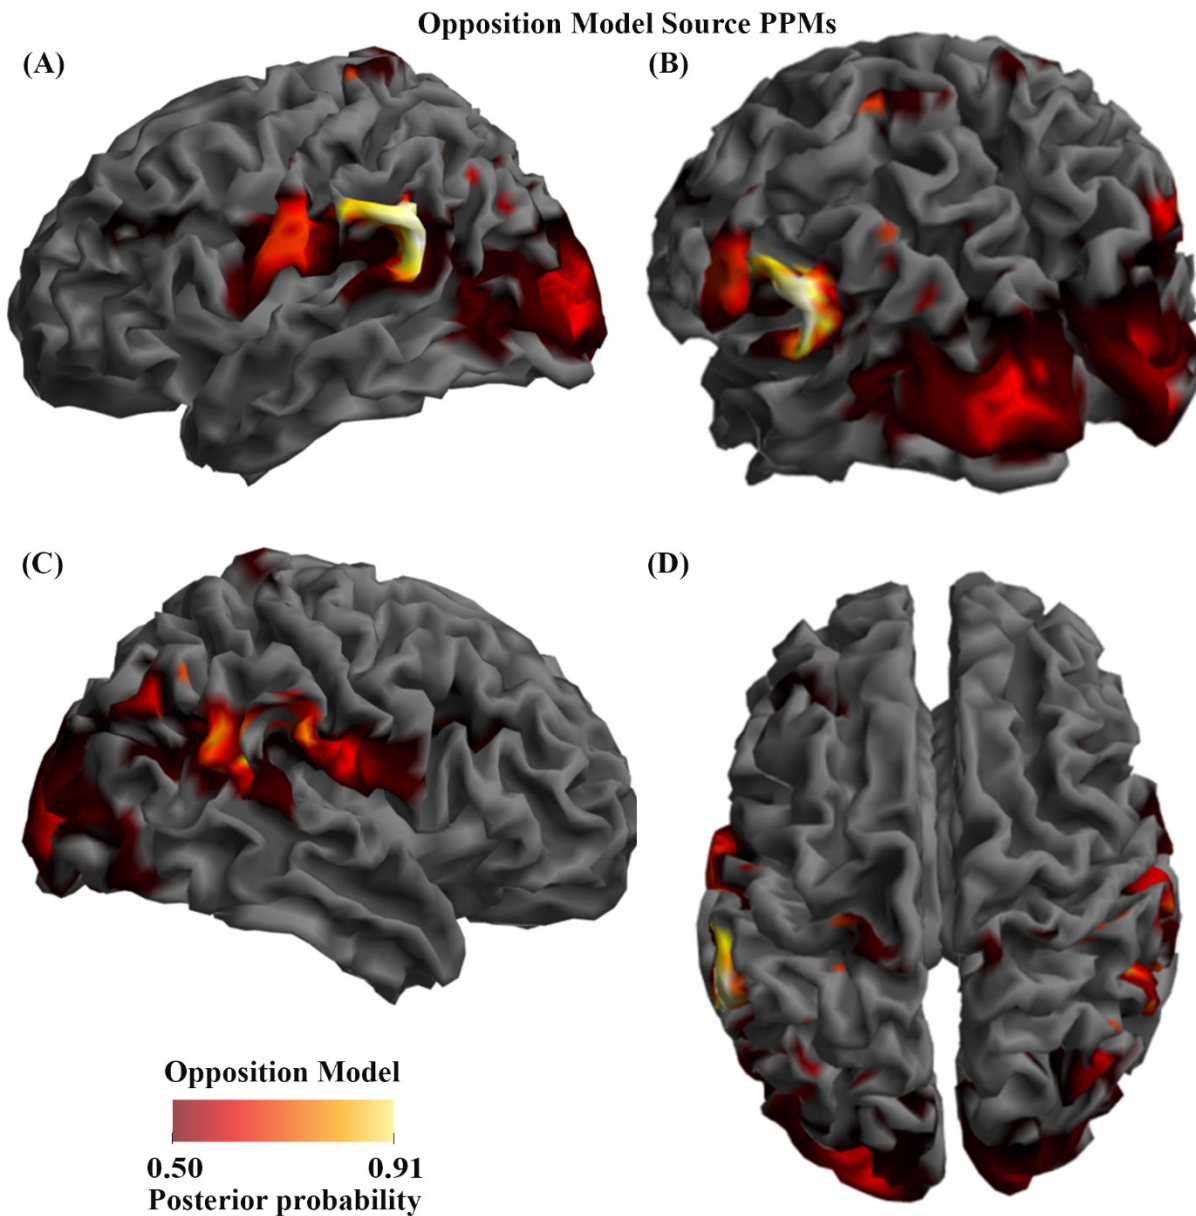 Opposition Model Source PPMs
(A)
(B)
(C)
(D)
Opposition Model
0.50 0.91
Posterior probability